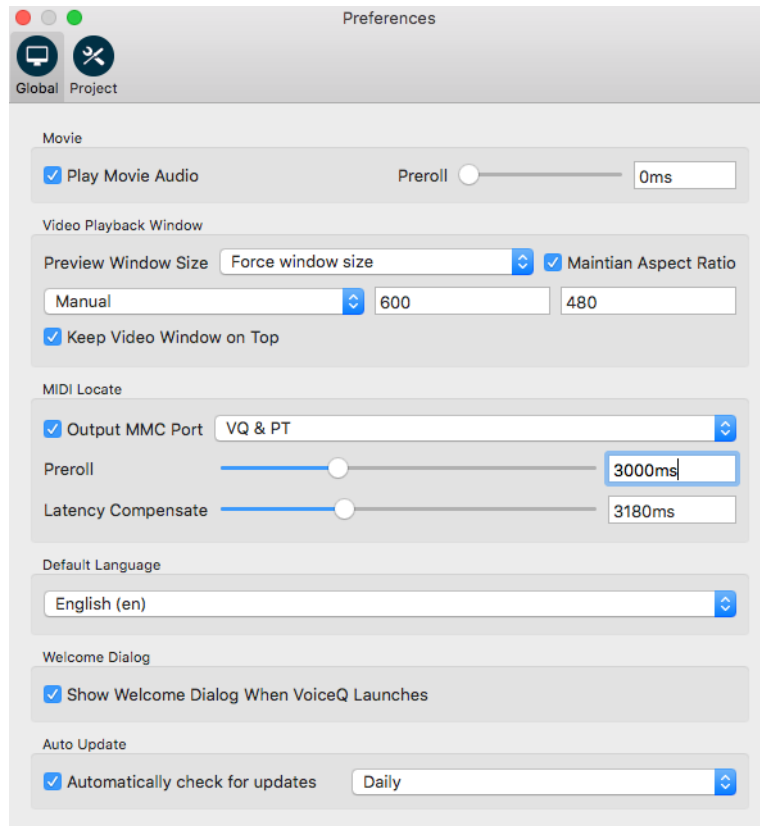 Preferences
Global Project
Movie
Play Movie Audio Preroll 0ms
Video Playback Window
Preview Window Size Force window size Maintian Aspect Ratio
Manual 600 480
Keep Video Window on Top
MIDI Locate
Output MMC Port VQ & PT
Preroll 3000ms
Latency Compensate 3180ms
Default Language
English (en)
Welcome Dialog
Show Welcome Dialog When VoiceQ Launches
Auto Update
Automatically check for updates Daily